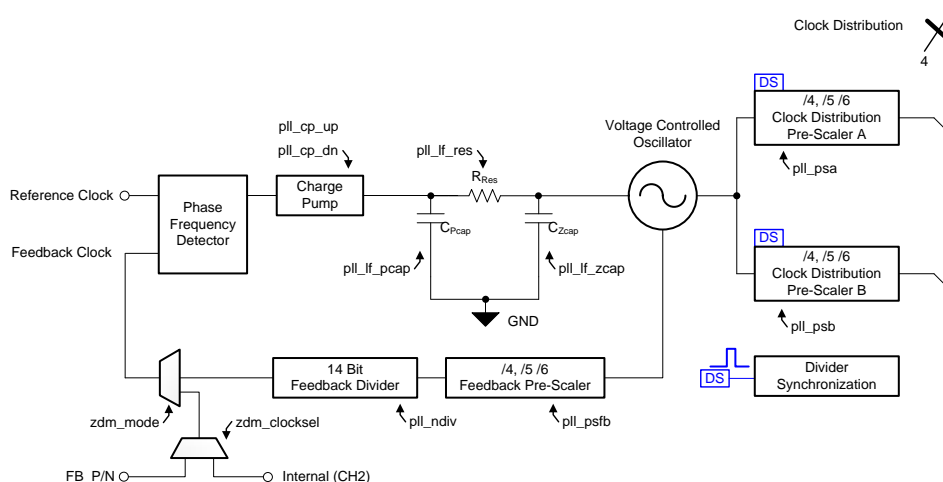 Clock Distribution
4
DS
/4, /5 /6
Clock Distribution
Pre-Scaler A
pll_psa
Voltage Controlled
Oscillator
pll_cp_up
pll_cp_dn
pll_lf_res
RRes
Reference Clock
Phase
Frequency
Detector
Charge
Pump
CPcap
CZcap
Feedback Clock
pll_lf_pcap
pll_lf_zcap
GND
DS
/4, /5 /6
Clock Distribution
Pre-Scaler B
pll_psb
14 Bit
Feedback Divider
/4, /5 /6
Feedback Pre-Scaler
DS
Divider
Synchronization
zdm_mode
zdm_clocksel
pll_ndiv
pll_psfb
FB P/N
Internal (CH2)